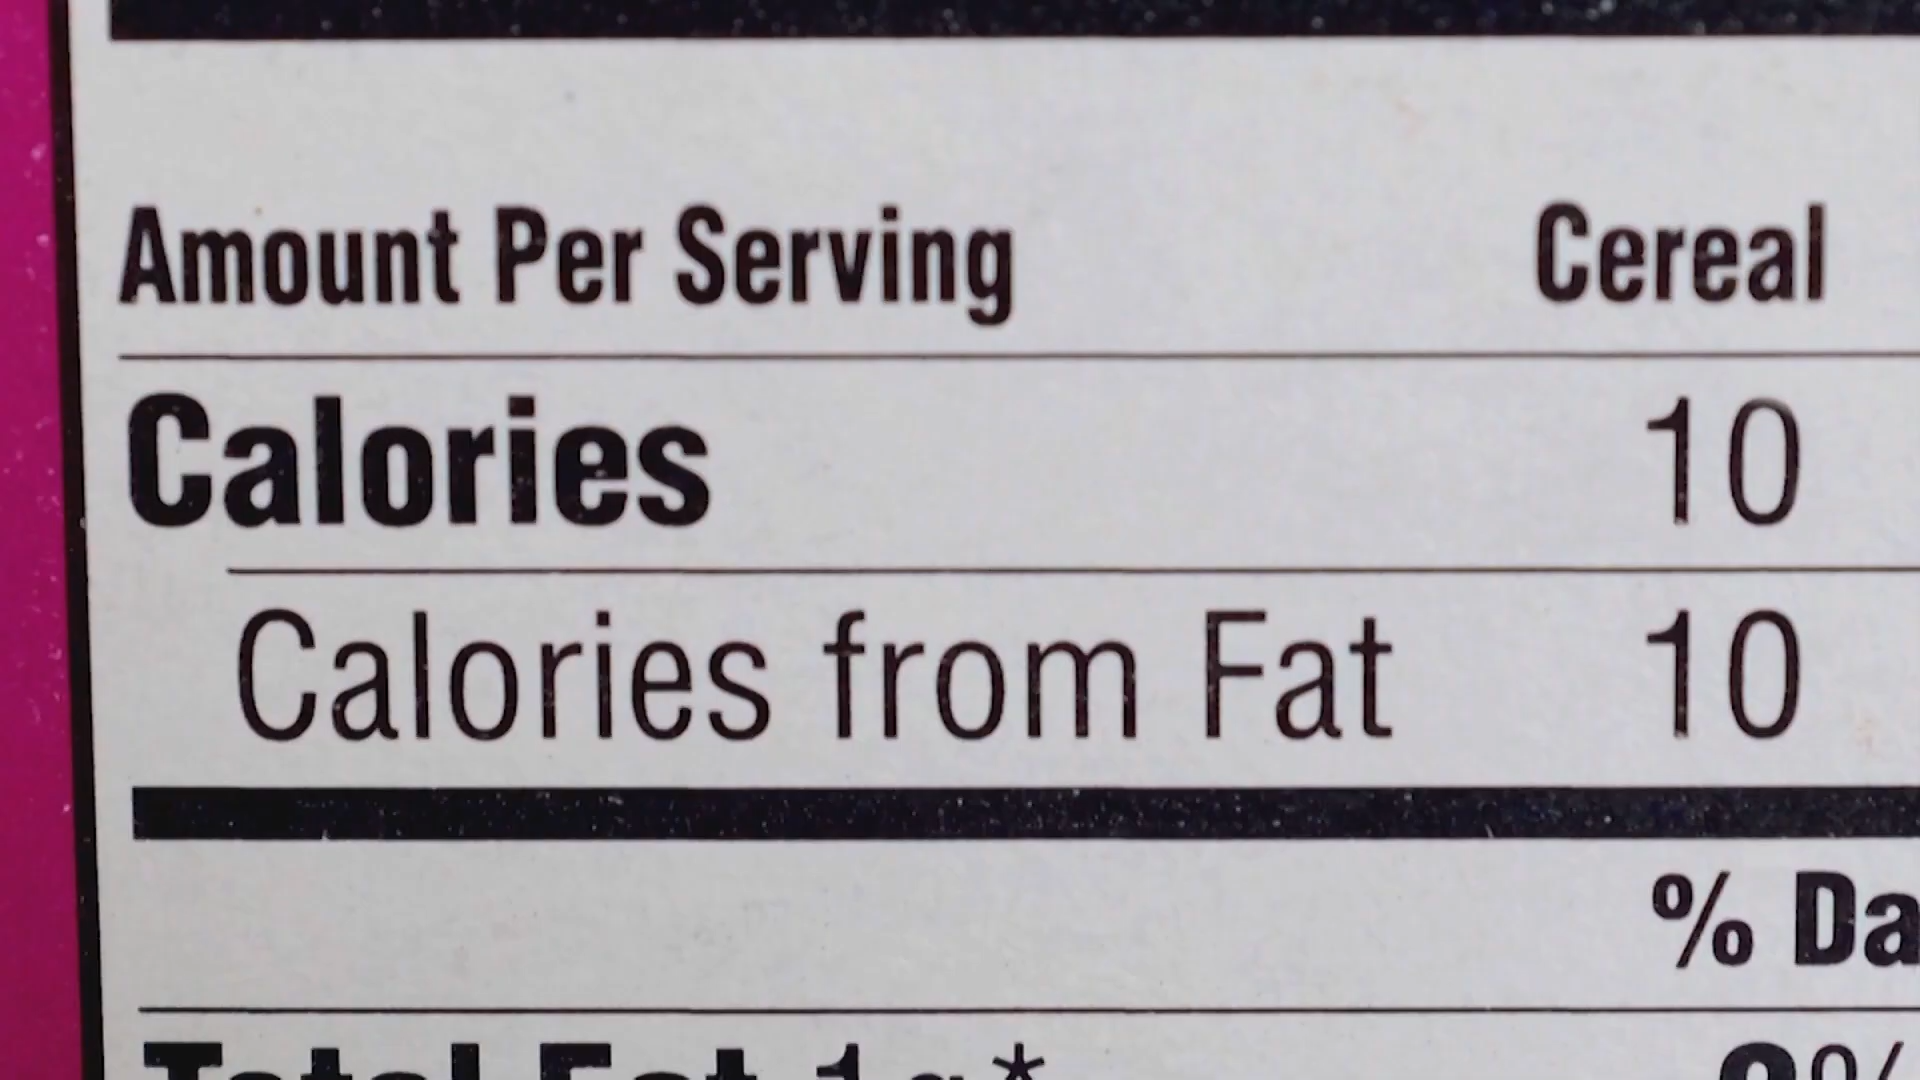 Amount Per Serving Cereal
Calories 10
Calories from Fat 10
% Da
Total Fat 1g*